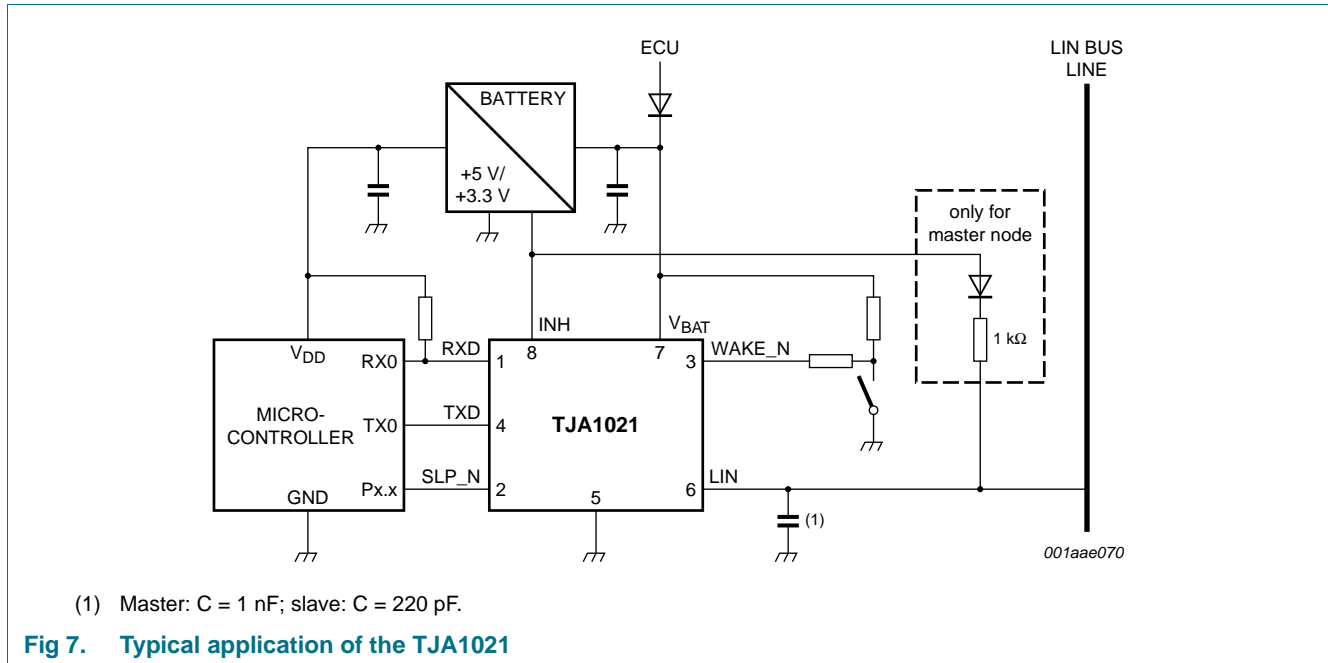 ECU
LIN BUS
LINE
BATTERY
+5 V/
+3.3 V
only for
master node
1 kΩ
INH
VBAT
8
7
VDD
RX0
RXD
1
3
WAKE_N
MICRO-
CONTROLLER
TX0
TXD
4
TJA1021
Px.x
SLP_N
2
5
6
LIN
GND
(1)
001aae070
(1) Master: C = 1 nF; slave: C = 220 pF.
Fig 7. Typical application of the TJA1021